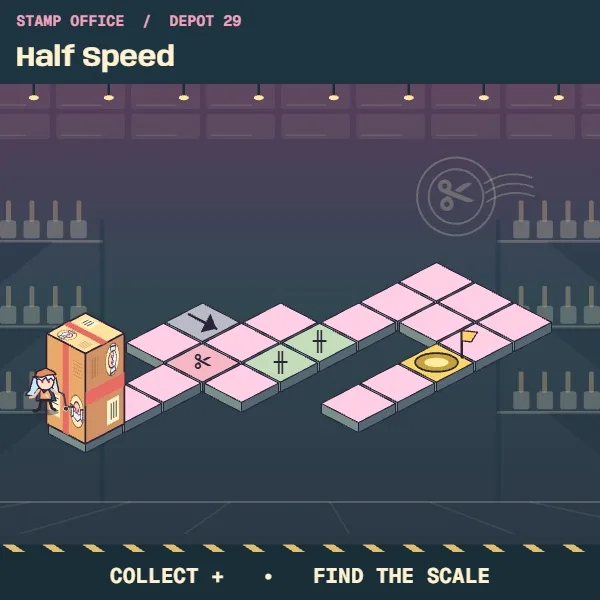 STAMP OFFICE / DEPOT 29
Half Speed
COLLECT + • FIND THE SCALE